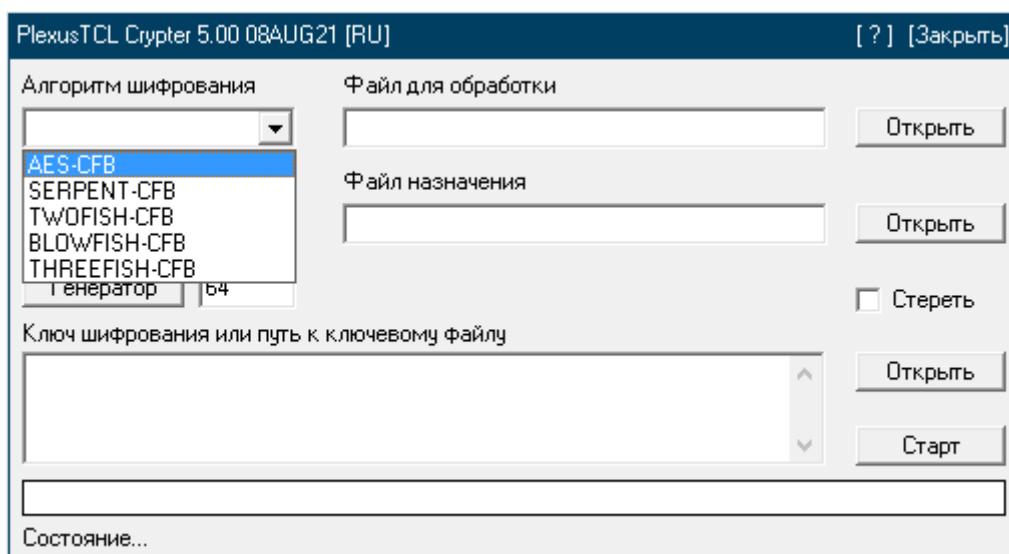 PlexusTCL Crypter 5.00 08AUG21 [RU] [ ? ] [Закрыть]
Алгоритм шифрования
Файл для обработки
Открыть
AES-CFB
SERPENT-CFB
TWOFISH-CFB
BLOWFISH-CFB
THREEFISH-CFB
Файл назначения
Открыть
Генератор 64
Стереть
Ключ шифрования или путь к ключевому файлу
Открыть
Старт
Состояние...